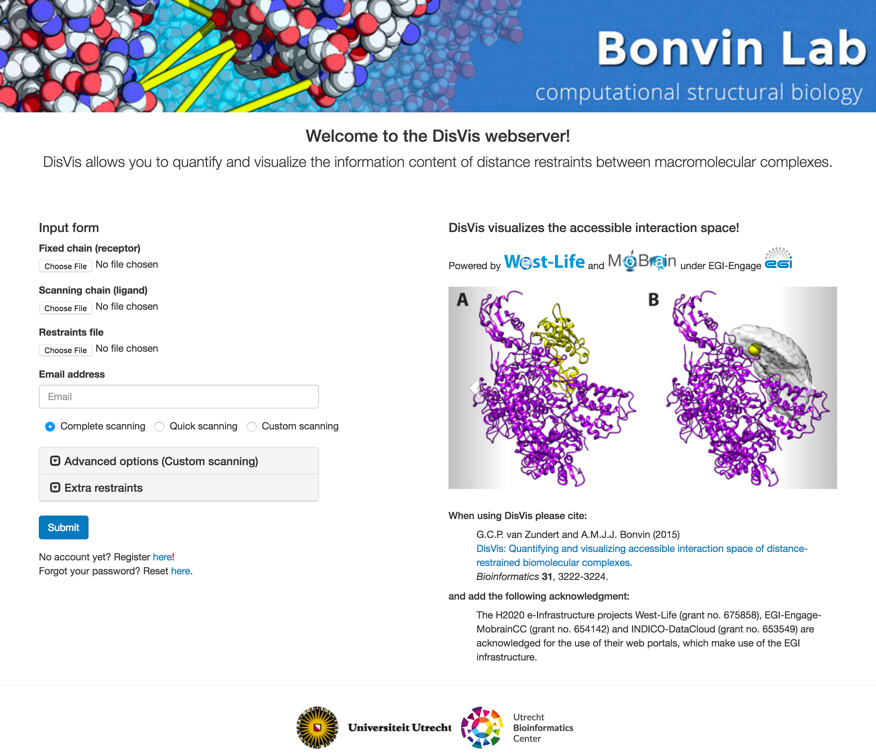 Bonvin Lab
computational structural biology
Welcome to the DisVis webserver!
DisVis allows you to quantify and visualize the information content of distance restraints between macromolecular complexes.
Input form
Fixed chain (receptor)
Choose File No file chosen
Scanning chain (ligand)
Choose File No file chosen
Restraints file
Choose File No file chosen
Email address
Email
Complete scanning Quick scanning Custom scanning
Advanced options (Custom scanning)
Extra restraints
Submit
No account yet? Register here!
Forgot your password? Reset here.
DisVis visualizes the accessible interaction space!
Powered by West-Life and MoBrain under EGI-Engage egi
A B
When using DisVis please cite:
G.C.P. van Zundert and A.M.J.J. Bonvin (2015)
DisVis: Quantifying and visualizing accessible interaction space of distance-
restrained biomolecular complexes.
Bioinformatics 31, 3222-3224.
and add the following acknowledgment:
The H2020 e-Infrastructure projects West-Life (grant no. 675858), EGI-Engage-
MobrainCC (grant no. 654142) and INDICO-DataCloud (grant no. 653549) are
acknowledged for the use of their web portals, which make use of the EGI
infrastructure.
Universiteit Utrecht
Utrecht
Bioinformatics
Center